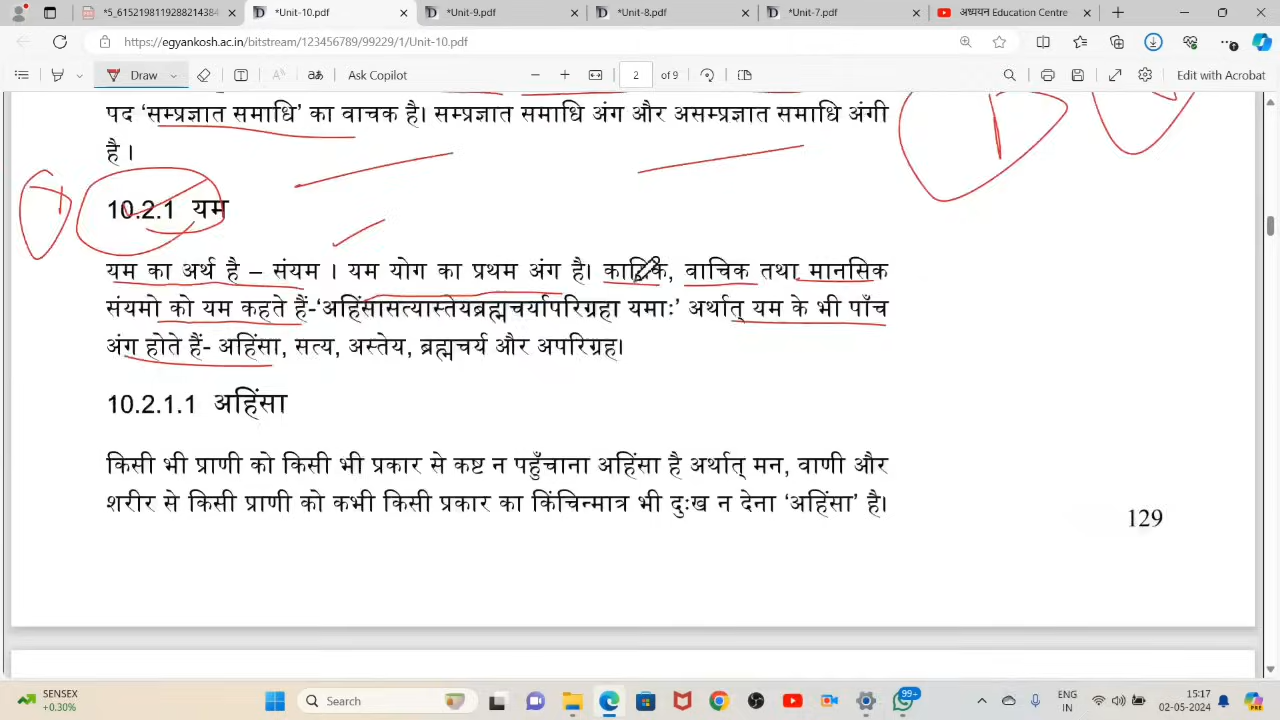 *5_6152198119288214384
*Unit-10.pdf
*Unit-9.pdf
*Unit-8.pdf
*Unit-7.pdf
अध्ययन Education Centre
https://egyankosh.ac.in/bitstream/123456789/99229/1/Unit-10.pdf
Draw
Ask Copilot
2 of 9
Edit with Acrobat
पद ‘सम्प्रज्ञात समाधि’ का वाचक है। सम्प्रज्ञात समाधि अंग और असम्प्रज्ञात समाधि अंगी
है ।
10.2.1 यम
यम का अर्थ है – संयम । यम योग का प्रथम अंग है। कायिक, वाचिक तथा मानसिक
संयमो को यम कहते हैं-‘अहिंसासत्यास्तेयब्रह्मचर्यापरिग्रहा यमाः’ अर्थात् यम के भी पाँच
अंग होते हैं- अहिंसा, सत्य, अस्तेय, ब्रह्मचर्य और अपरिग्रह।
10.2.1.1 अहिंसा
किसी भी प्राणी को किसी भी प्रकार से कष्ट न पहुँचाना अहिंसा है अर्थात् मन, वाणी और
शरीर से किसी प्राणी को कभी किसी प्रकार का किंचिन्मात्र भी दुःख न देना ‘अहिंसा’ है।
129
SENSEX
+0.30%
Search
99+
ENG
IN
15:17
02-05-2024